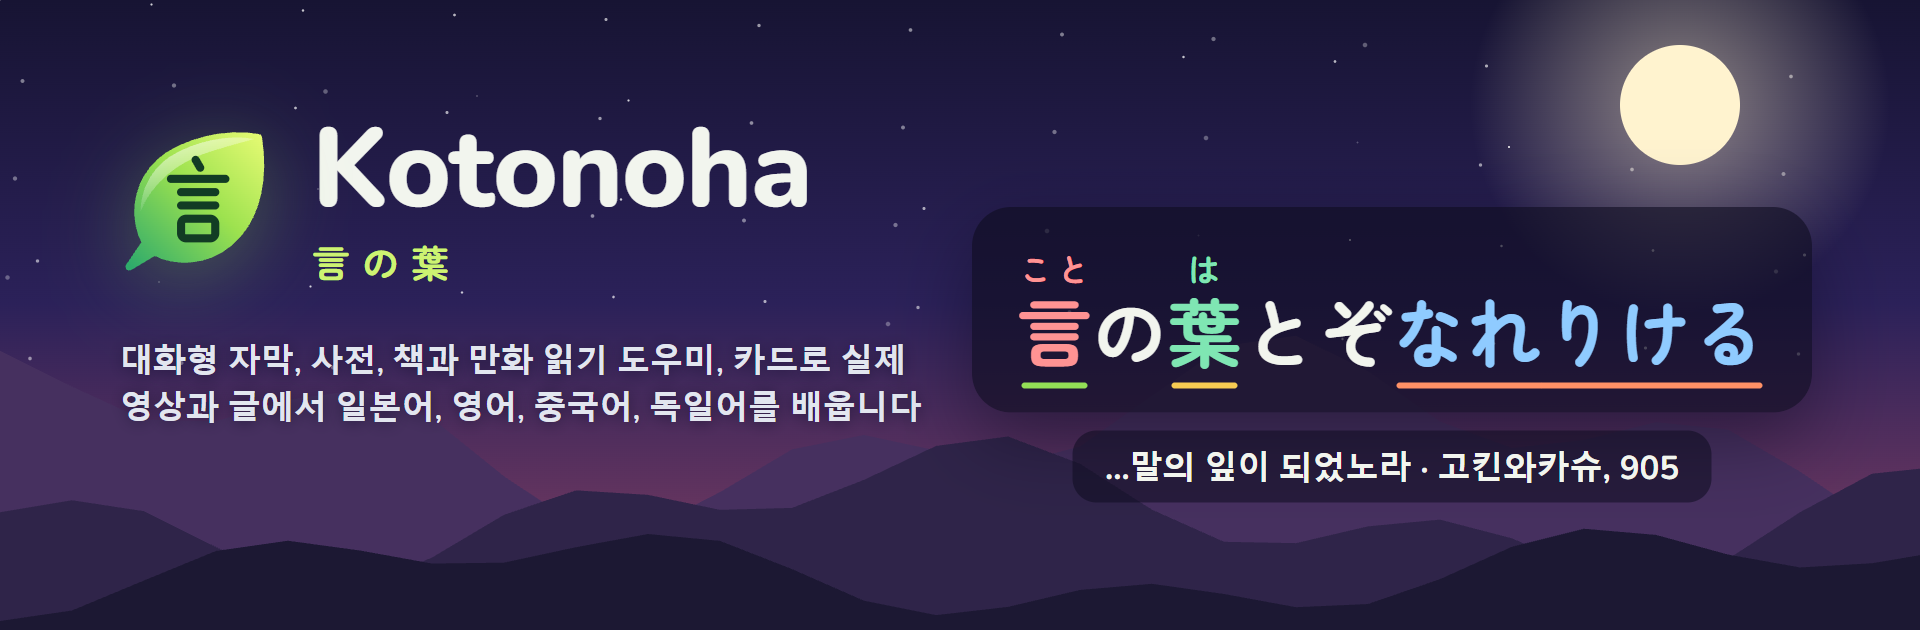 言
Kotonoha
言の葉
대화형 자막, 사전, 책과 만화 읽기 도우미, 카드로 실제
영상과 글에서 일본어, 영어, 중국어, 독일어를 배웁니다
こと は
言の葉とぞなれりける
...말의 잎이 되었노라 · 고킨와카슈, 905